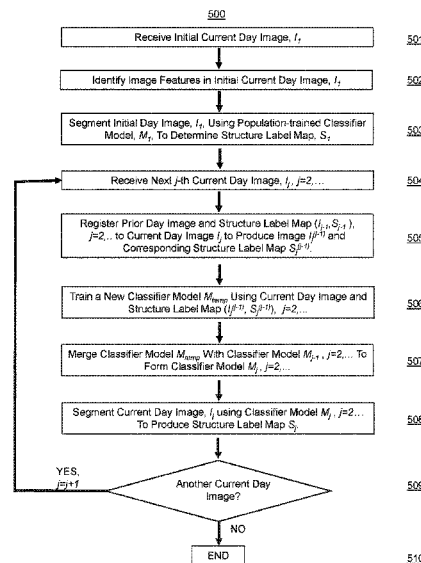 500
Receive Initial Current Day Image, I₁
501
Identify Image Features in Initial Current Day Image, I₁
502
Segment Initial Day Image, I₁, Using Population-trained Classifier
Model, M₁, To Determine Structure Label Map, S₁
503
Receive Next j-th Current Day Image, Iⱼ, j=2,...
504
Register Prior Day Image and Structure Label Map (Iⱼ₋₁,Sⱼ₋₁),
j=2,.. to Current Day Image Iⱼ to Produce Image Iⱼ⁽ʲ⁻¹⁾ and
Corresponding Structure Label Map Sⱼ⁽ʲ⁻¹⁾.
505
Train a New Classifier Model Mtemp Using Current Day Image and
Structure Label Map (Iⱼ⁽ʲ⁻¹⁾, Sⱼ⁽ʲ⁻¹⁾), j=2,...
506
Merge Classifier Model Mtemp With Classifier Model Mⱼ₋₁, j=2,... To
Form Classifier Model Mⱼ, j=2,...
507
Segment Current Day Image, Iⱼ using Classifier Model Mⱼ, j=2...
To Produce Structure Label Map Sⱼ.
508
YES,
j=j+1
Another Current Day
Image?
509
NO
END
510